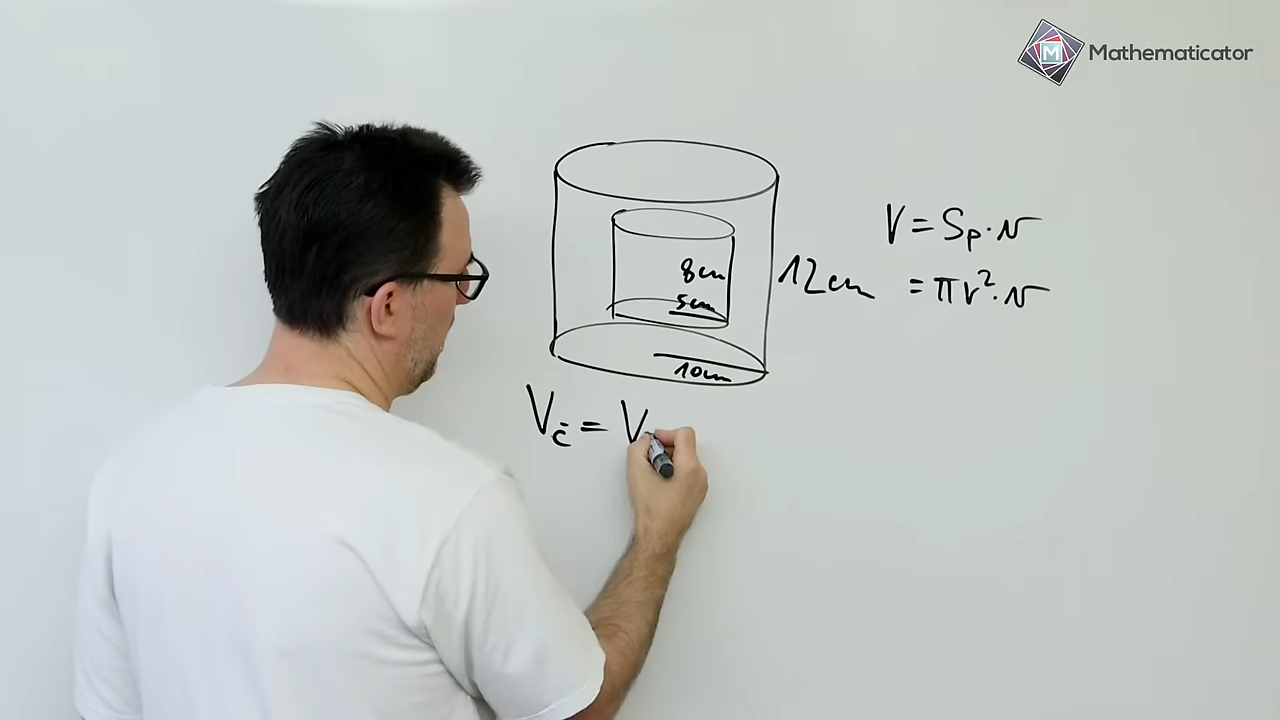 Mathematicator
V = Sp · v
= πr² · v
8cm
5cm
12cm
10cm
Vč = V